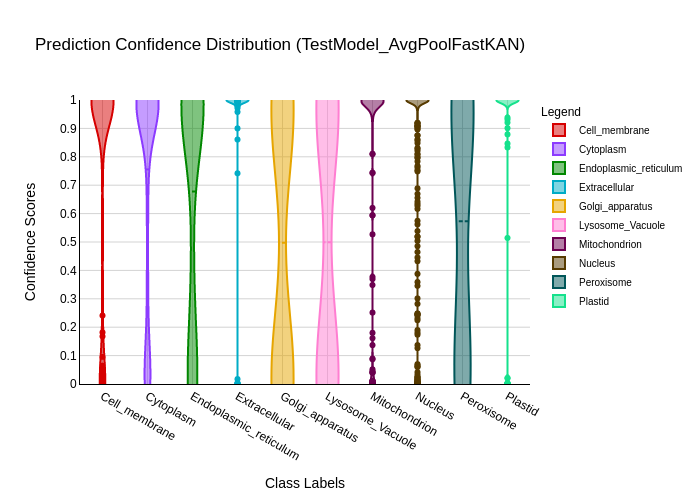 Prediction Confidence Distribution (TestModel_AvgPoolFastKAN)
Confidence Scores
1
0.9
0.8
0.7
0.6
0.5
0.4
0.3
0.2
0.1
0
Cell_membrane
Cytoplasm
Endoplasmic_reticulum
Extracellular
Golgi_apparatus
Lysosome_Vacuole
Mitochondrion
Nucleus
Peroxisome
Plastid
Class Labels
Legend
Cell_membrane
Cytoplasm
Endoplasmic_reticulum
Extracellular
Golgi_apparatus
Lysosome_Vacuole
Mitochondrion
Nucleus
Peroxisome
Plastid